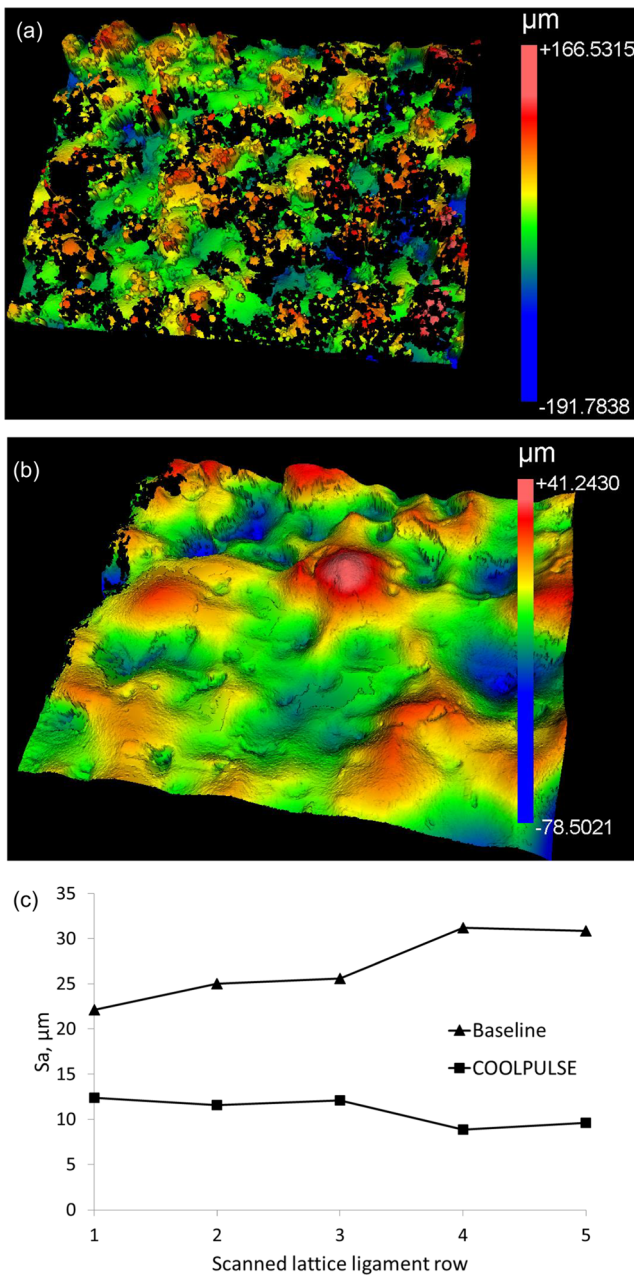 (a)
µm
+166.5315
-191.7838
(b)
µm
+41.2430
-78.5021
(c)
35
30
25
20
15
10
5
0
Sa, µm
Baseline
COOLPULSE
1 2 3 4 5
Scanned lattice ligament row